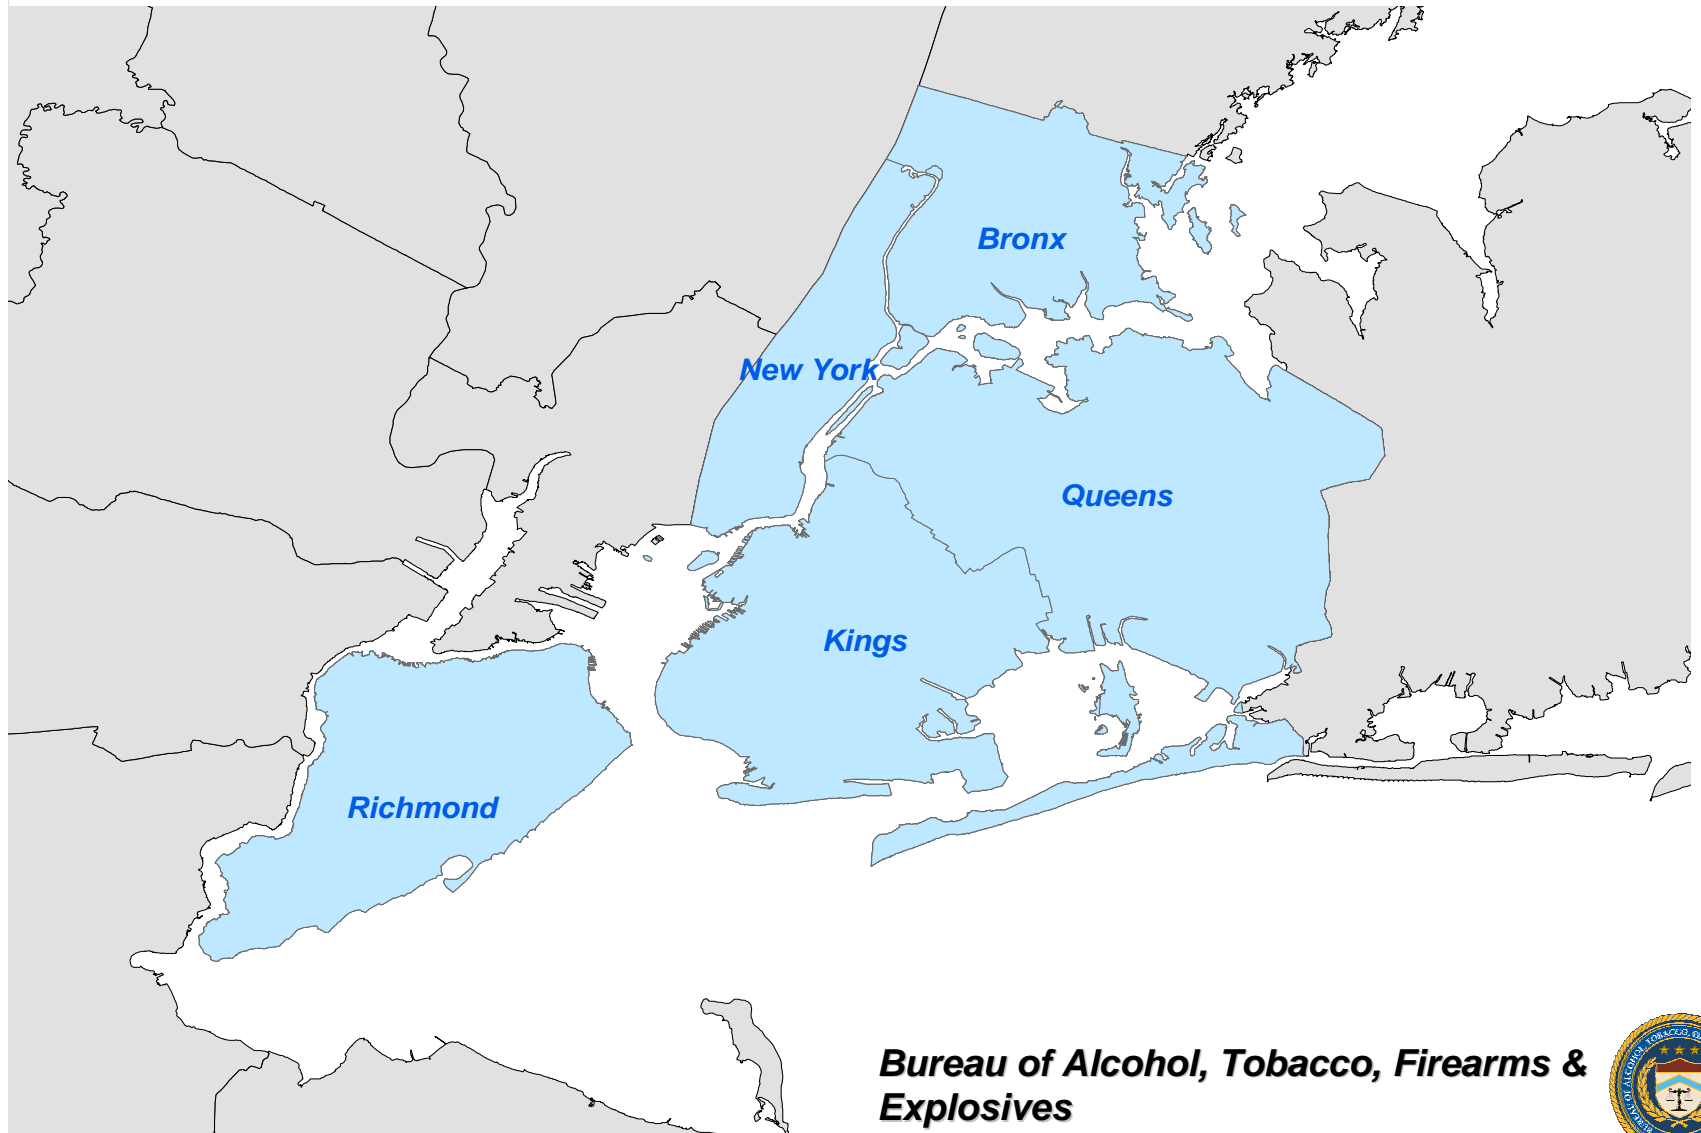 Bronx
New York
Queens
Kings
Richmond
Bureau of Alcohol, Tobacco, Firearms &
Explosives